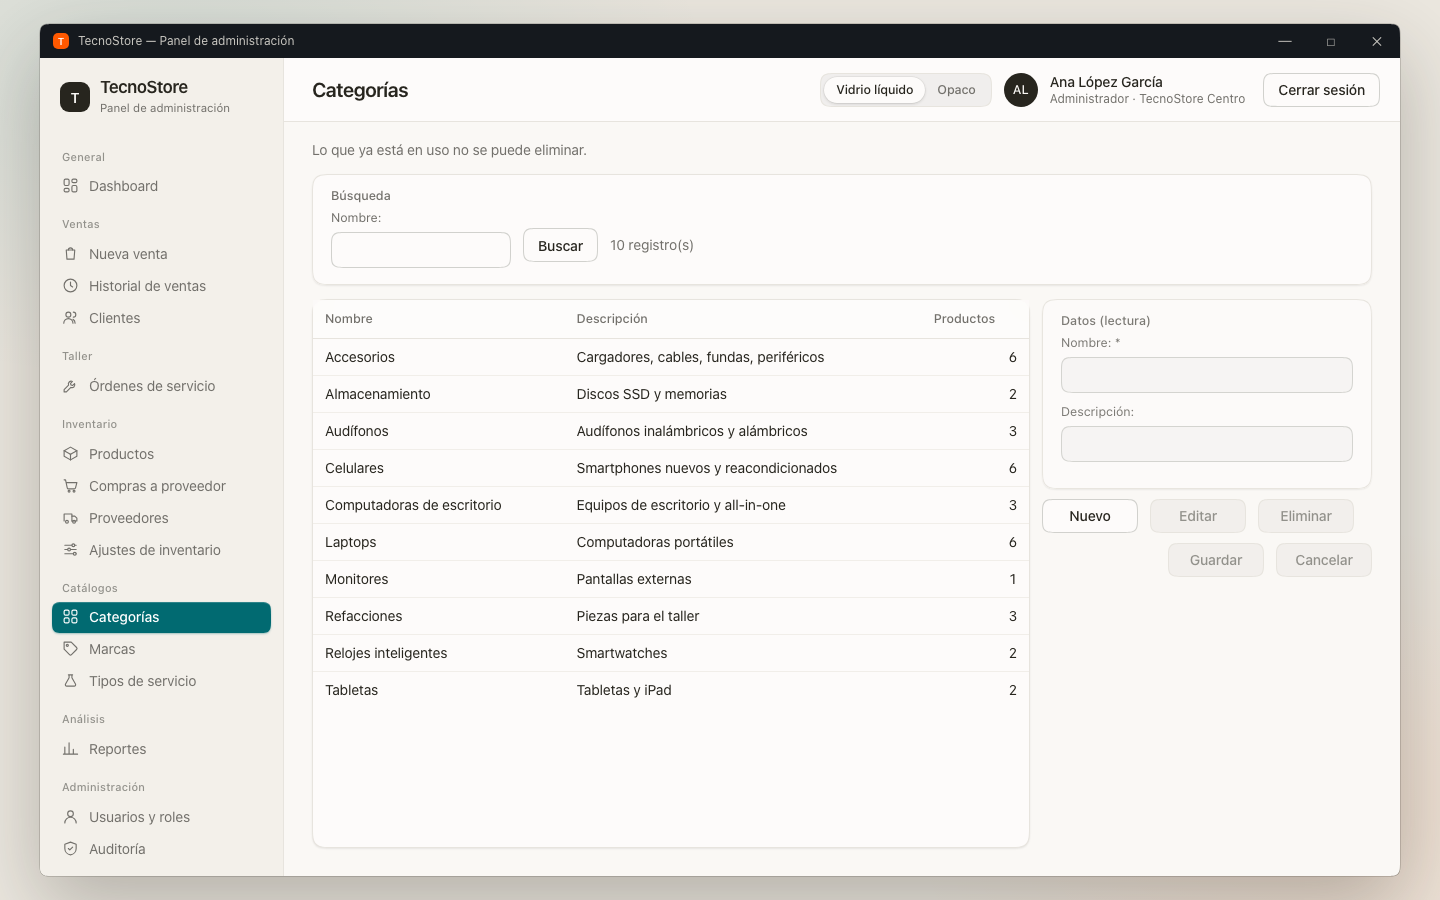 T TecnoStore — Panel de administración
T
TecnoStore
Panel de administración
General
Dashboard
Ventas
Nueva venta
Historial de ventas
Clientes
Taller
Órdenes de servicio
Inventario
Productos
Compras a proveedor
Proveedores
Ajustes de inventario
Catálogos
Categorías
Marcas
Tipos de servicio
Análisis
Reportes
Administración
Usuarios y roles
Auditoría
Categorías
Vidrio líquido Opaco
AL
Ana López García
Administrador · TecnoStore Centro
Cerrar sesión
Lo que ya está en uso no se puede eliminar.
Búsqueda
Nombre:
Buscar 10 registro(s)
Nombre Descripción Productos
Accesorios Cargadores, cables, fundas, periféricos 6
Almacenamiento Discos SSD y memorias 2
Audífonos Audífonos inalámbricos y alámbricos 3
Celulares Smartphones nuevos y reacondicionados 6
Computadoras de escritorio Equipos de escritorio y all-in-one 3
Laptops Computadoras portátiles 6
Monitores Pantallas externas 1
Refacciones Piezas para el taller 3
Relojes inteligentes Smartwatches 2
Tabletas Tabletas y iPad 2
Datos (lectura)
Nombre: *
Descripción:
Nuevo Editar Eliminar
Guardar Cancelar